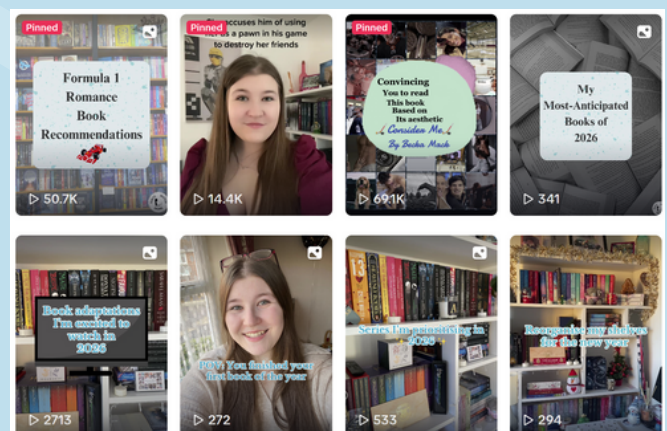 Pinned
Formula 1
Romance
Book
Recommendations
50.7K
Pinned
accuses him of using
as a pawn in his game
to destroy her friends
14.4K
Pinned
Convincing
You to read
This book
Based on
Its aesthetic
Consider Me
By Becka Mack
69.1K
My
Most-Anticipated
Books of
2026
341
Book adaptations
I'm excited to
watch in
2026
2713
POV: You finished your
first book of the year
272
Series I'm prioritising in
2026
533
Reorganise my shelves
for the new year
294